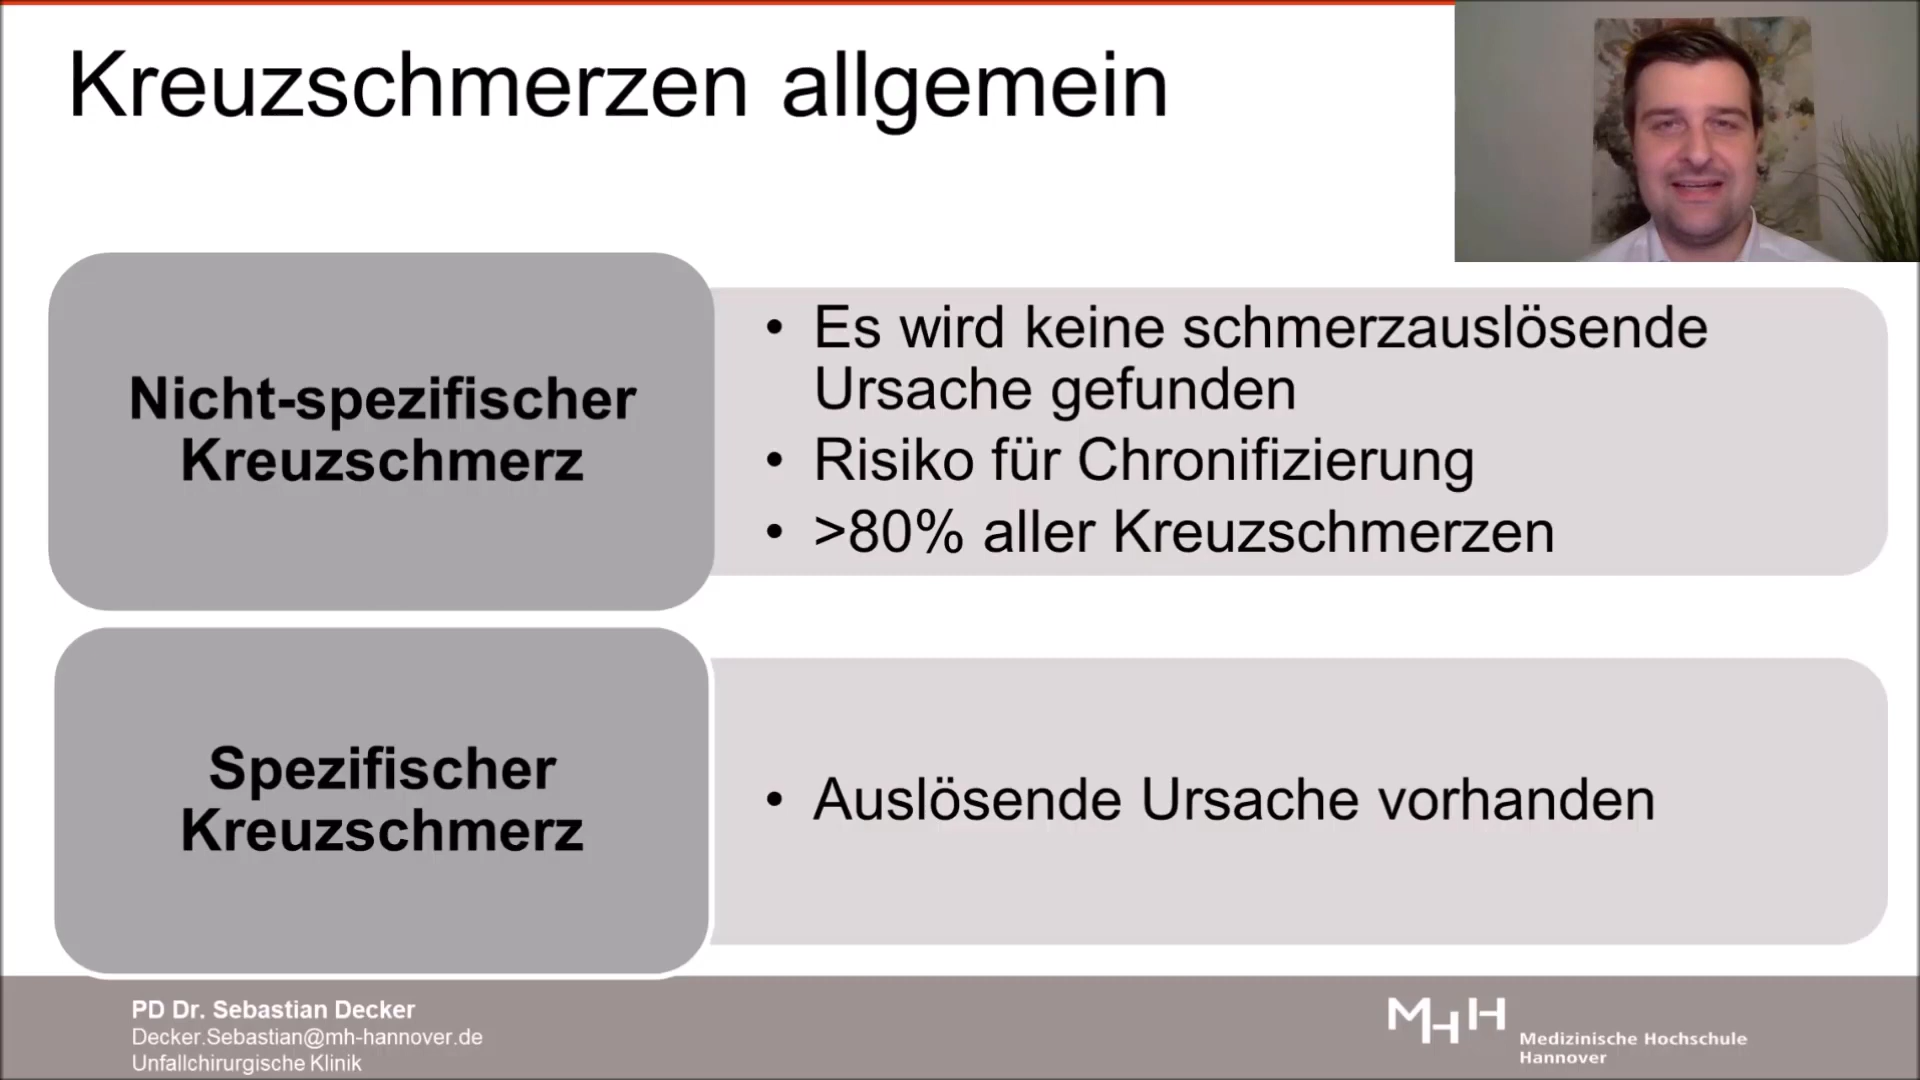 Kreuzschmerzen allgemein
Nicht-spezifischer
Kreuzschmerz
• Es wird keine schmerzauslösende
Ursache gefunden
• Risiko für Chronifizierung
• >80% aller Kreuzschmerzen
Spezifischer
Kreuzschmerz
• Auslösende Ursache vorhanden
PD Dr. Sebastian Decker
Decker.Sebastian@mh-hannover.de
Unfallchirurgische Klinik
MHH
Medizinische Hochschule
Hannover